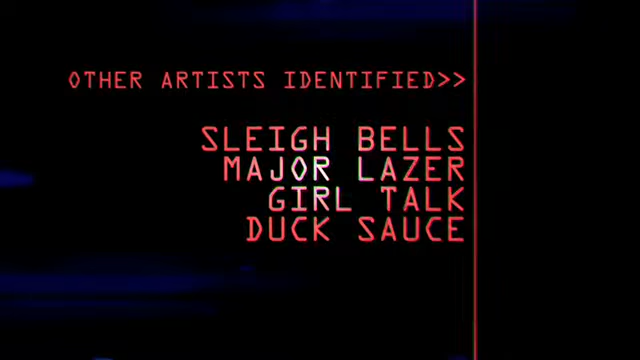 OTHER ARTISTS IDENTIFIED>>
SLEIGH BELLS
MAJOR LAZER
GIRL TALK
DUCK SAUCE